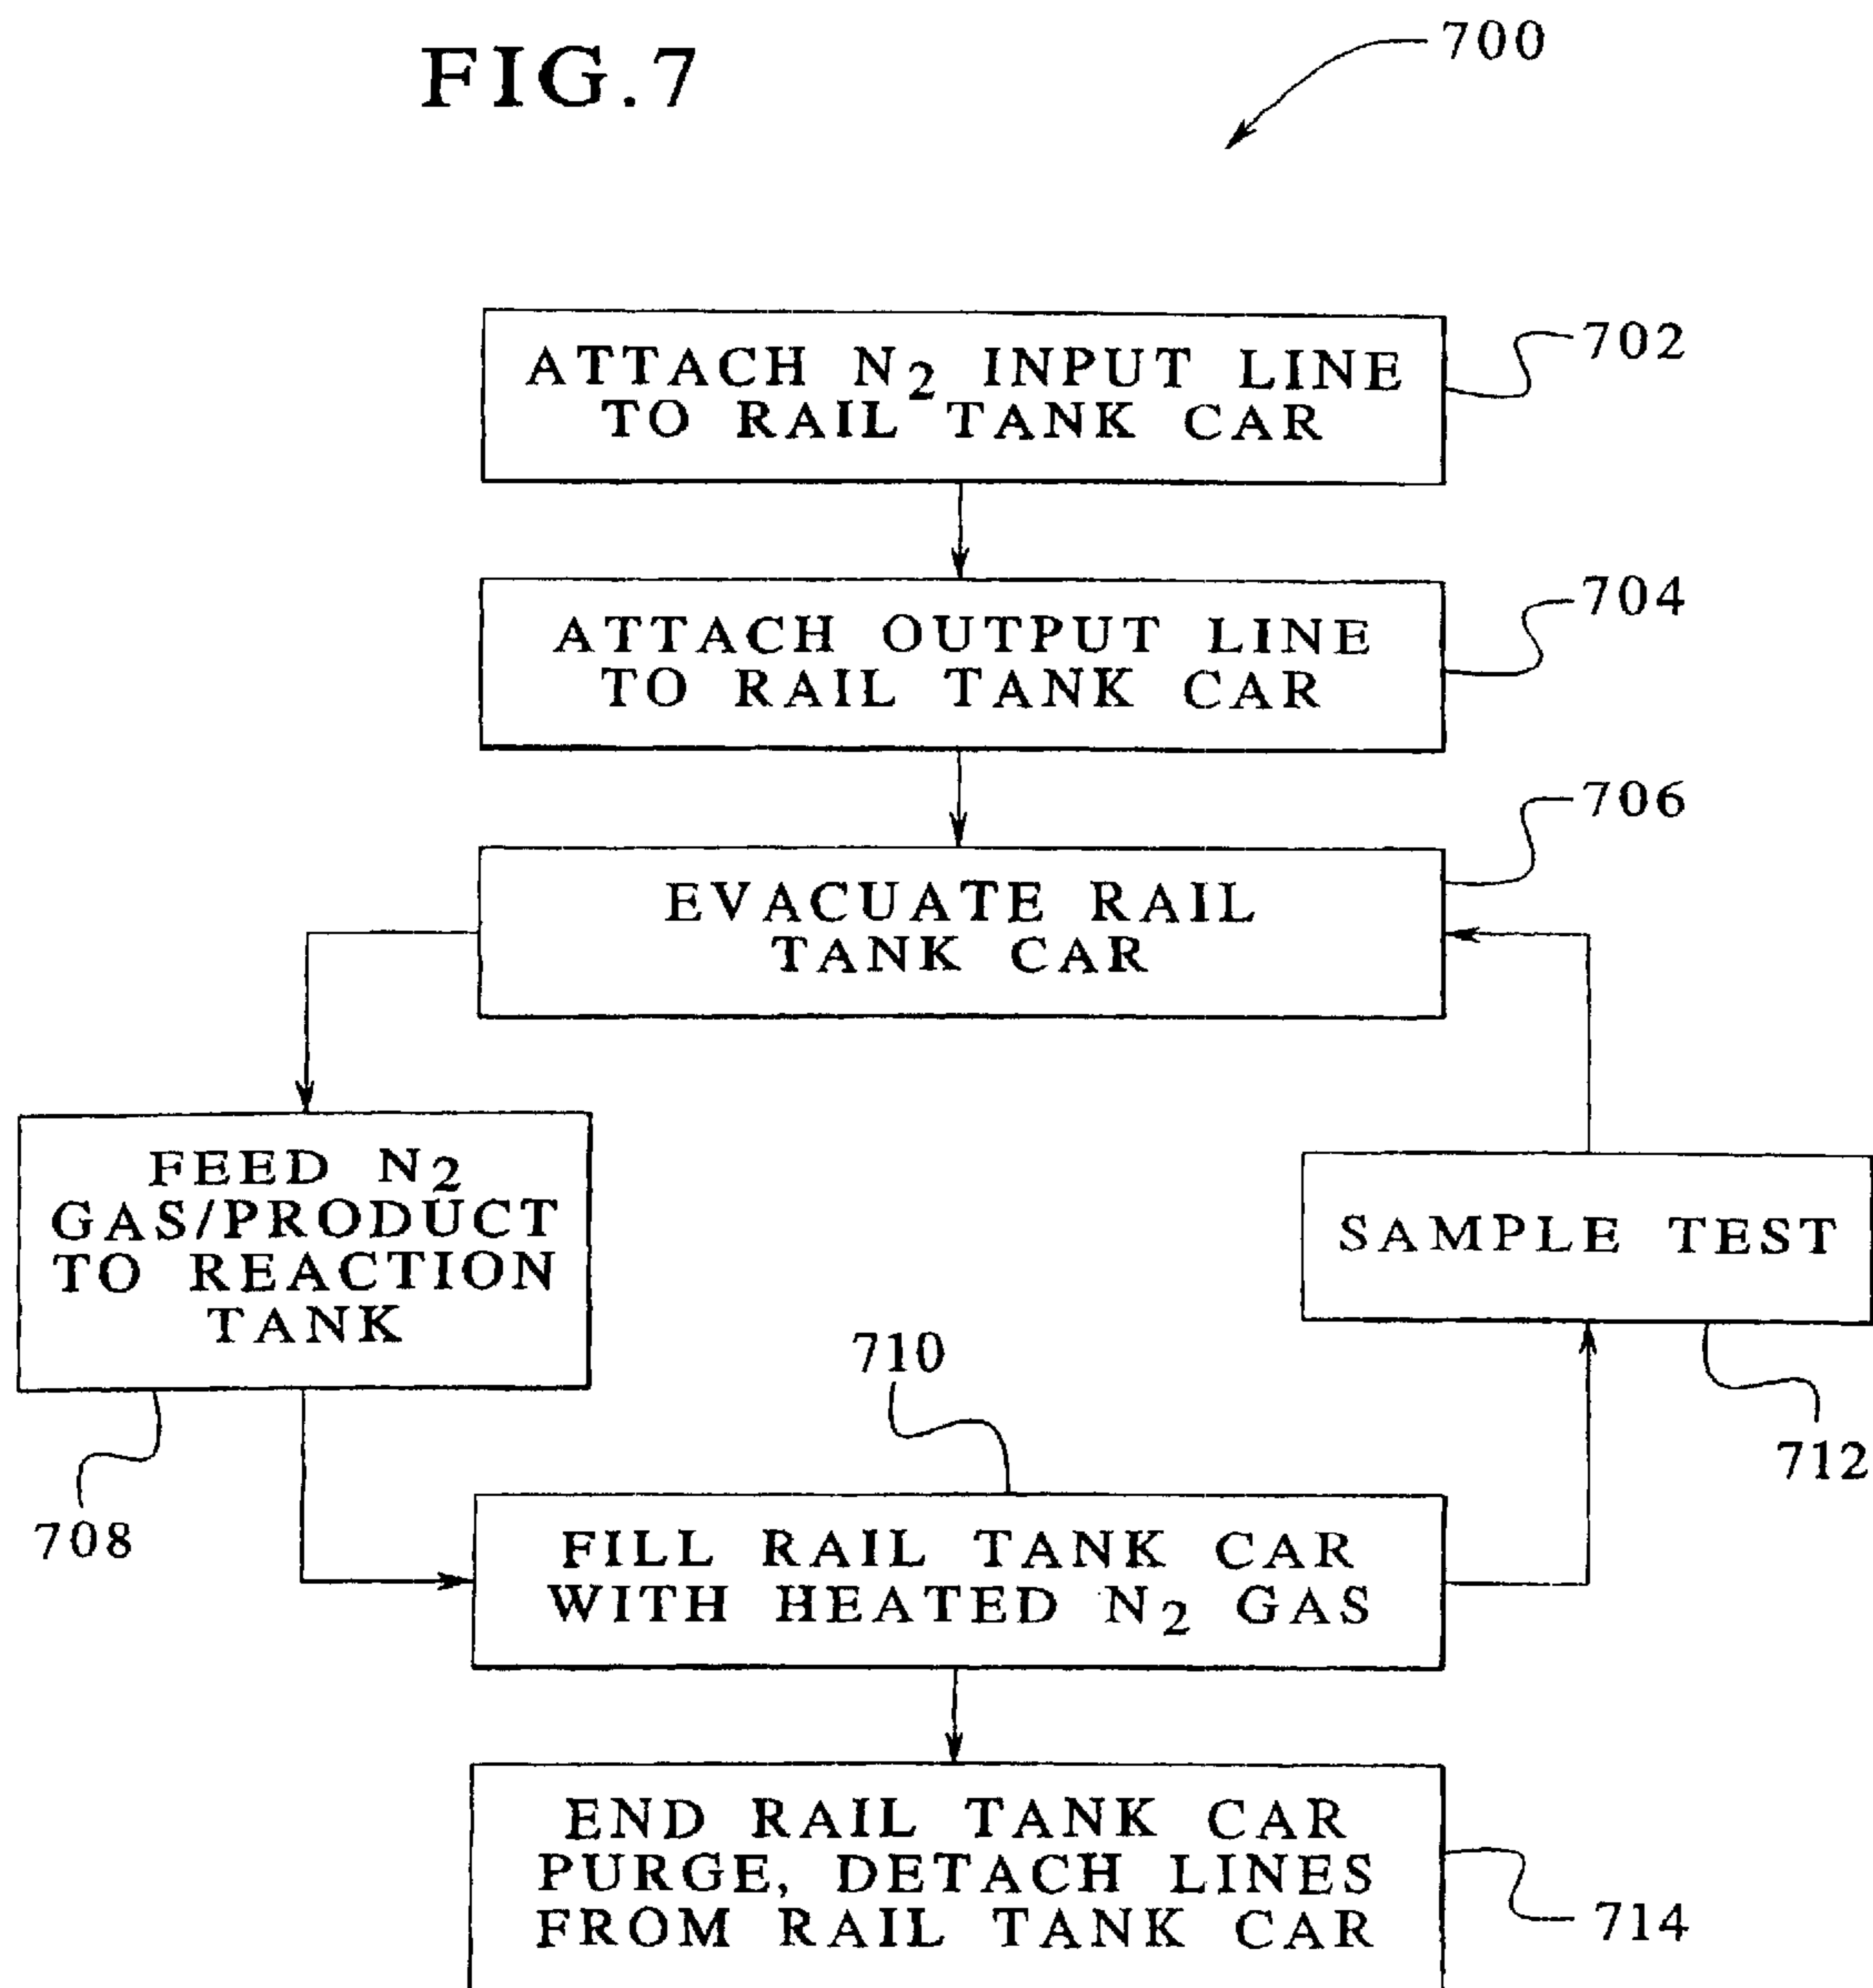 FIG.7
700
ATTACH N2 INPUT LINE
TO RAIL TANK CAR
702
ATTACH OUTPUT LINE
TO RAIL TANK CAR
704
706
EVACUATE RAIL
TANK CAR
FEED N2
GAS/PRODUCT
TO REACTION
TANK
708
SAMPLE TEST
712
710
FILL RAIL TANK CAR
WITH HEATED N2 GAS
END RAIL TANK CAR
PURGE, DETACH LINES
FROM RAIL TANK CAR
714